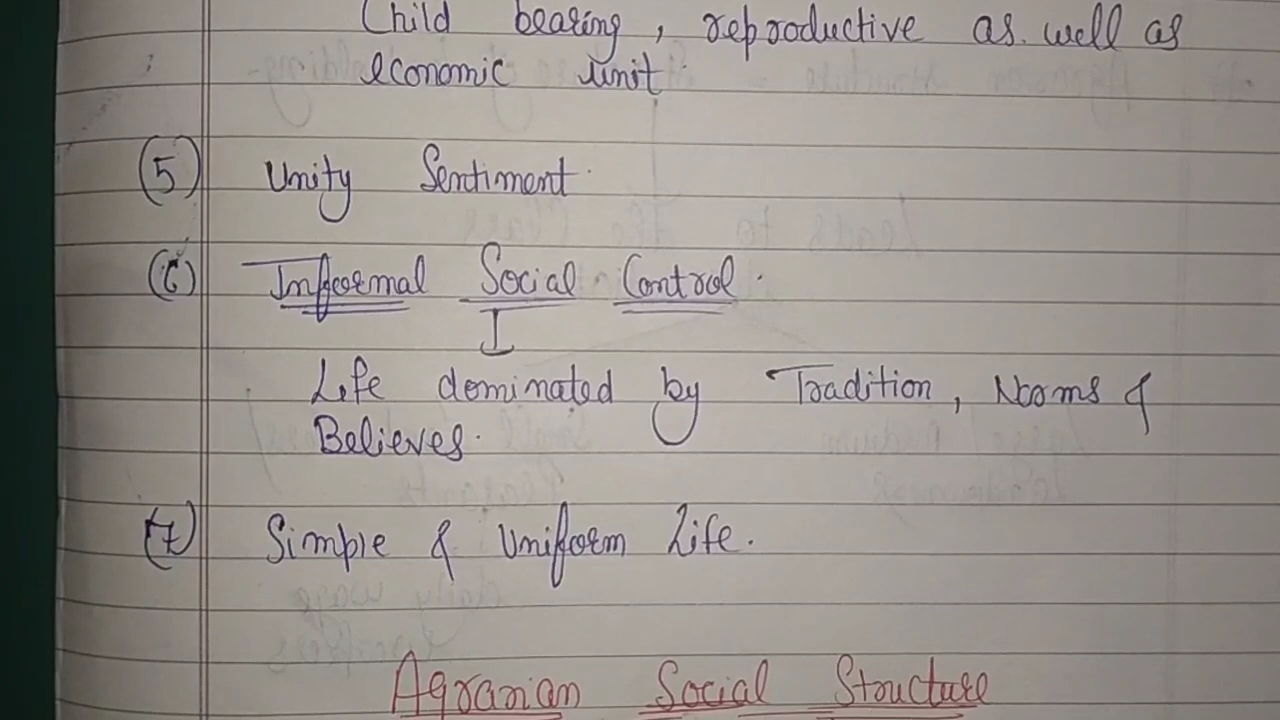 Child bearing, reproductive as well as
economic unit
(5) Unity Sentiment.
(6) Informal Social Control.
Life dominated by Tradition, Norms &
Believes.
(7) Simple & Uniform Life.
Agrarian Social Structure